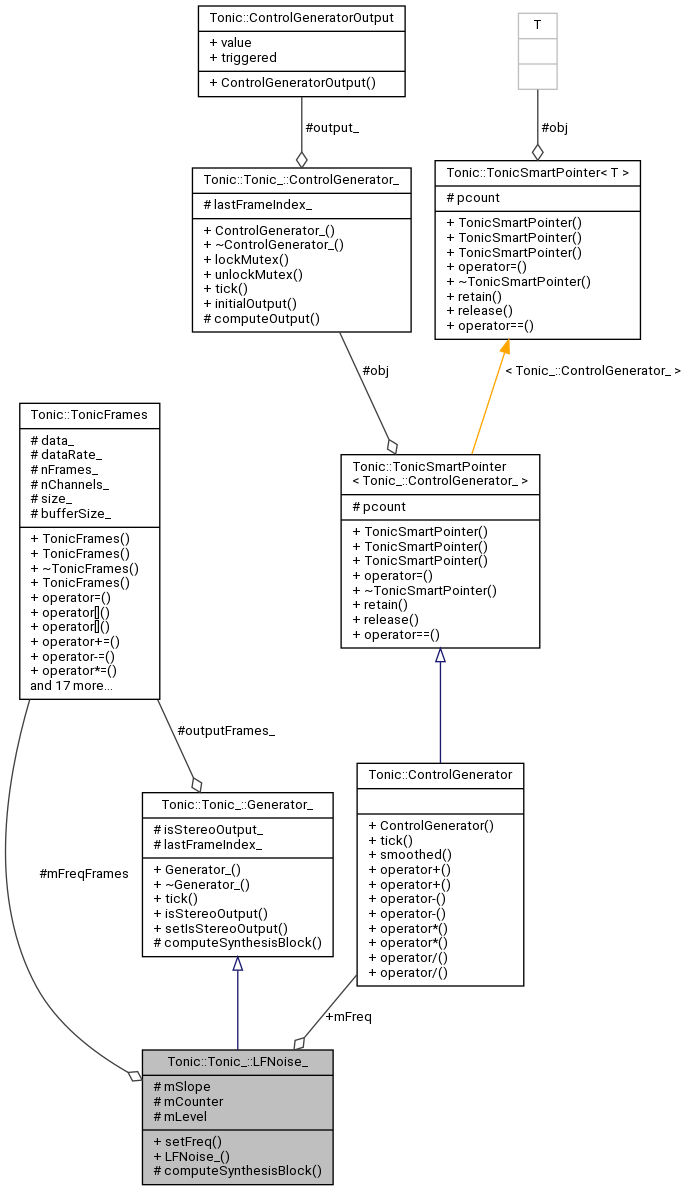 Tonic::ControlGeneratorOutput
+ value
+ triggered
+ ControlGeneratorOutput()
T
#output_
#obj
Tonic::Tonic_::ControlGenerator_
# lastFrameIndex_
+ ControlGenerator_()
+ ~ControlGenerator_()
+ lockMutex()
+ unlockMutex()
+ tick()
+ initialOutput()
# computeOutput()
Tonic::TonicSmartPointer< T >
# pcount
+ TonicSmartPointer()
+ TonicSmartPointer()
+ TonicSmartPointer()
+ operator=()
+ ~TonicSmartPointer()
+ retain()
+ release()
+ operator==()
#obj
< Tonic_::ControlGenerator_ >
Tonic::TonicFrames
# data_
# dataRate_
# nFrames_
# nChannels_
# size_
# bufferSize_
+ TonicFrames()
+ TonicFrames()
+ ~TonicFrames()
+ TonicFrames()
+ operator=()
+ operator[]()
+ operator[]()
+ operator+=()
+ operator-=()
+ operator*=()
and 17 more...
Tonic::TonicSmartPointer
< Tonic_::ControlGenerator_ >
# pcount
+ TonicSmartPointer()
+ TonicSmartPointer()
+ TonicSmartPointer()
+ operator=()
+ ~TonicSmartPointer()
+ retain()
+ release()
+ operator==()
#outputFrames_
Tonic::Tonic_::Generator_
# isStereoOutput_
# lastFrameIndex_
+ Generator_()
+ ~Generator_()
+ tick()
+ isStereoOutput()
+ setIsStereoOutput()
# computeSynthesisBlock()
Tonic::ControlGenerator
+ ControlGenerator()
+ tick()
+ smoothed()
+ operator+()
+ operator+()
+ operator-()
+ operator-()
+ operator*()
+ operator*()
+ operator/()
+ operator/()
#mFreqFrames
+mFreq
Tonic::Tonic_::LFNoise_
# mSlope
# mCounter
# mLevel
+ setFreq()
+ LFNoise_()
# computeSynthesisBlock()